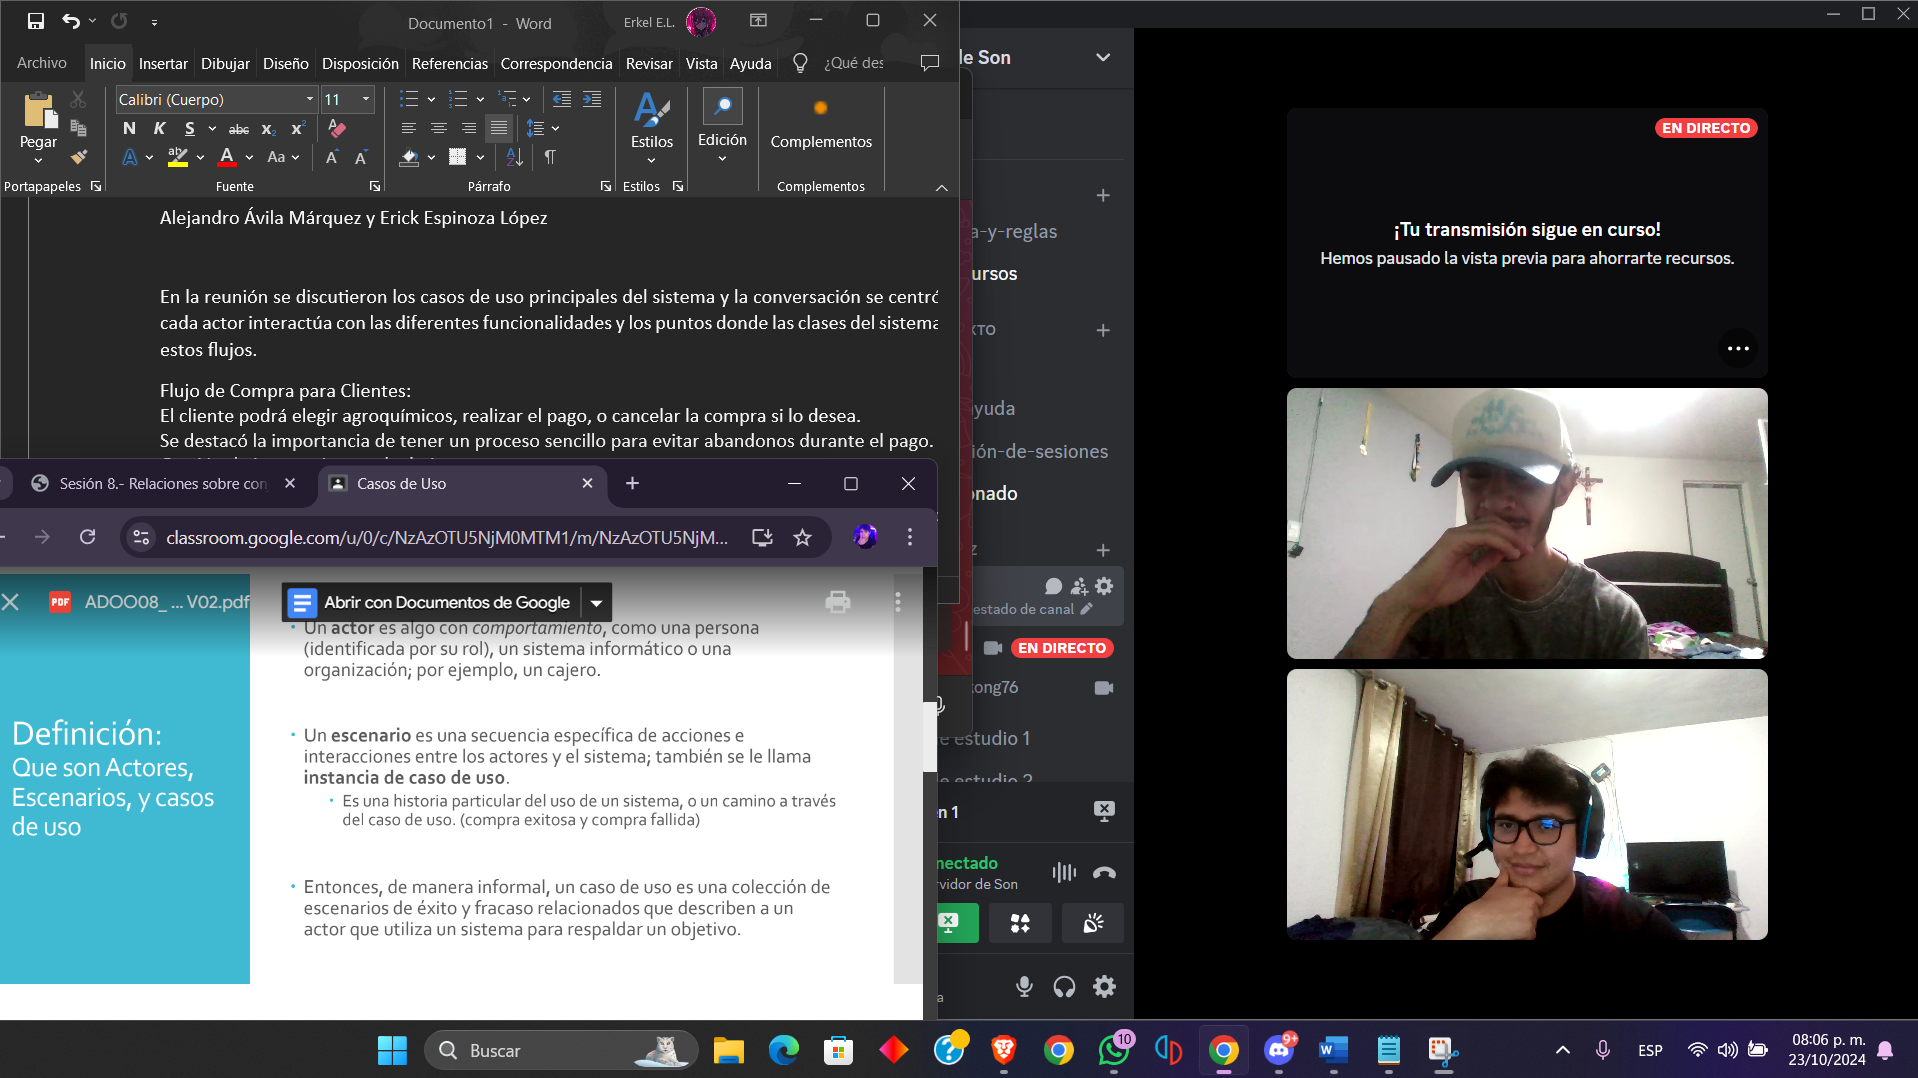 Documento1 - Word
Erkel E.L.
Archivo Inicio Insertar Dibujar Diseño Disposición Referencias Correspondencia Revisar Vista Ayuda ¿Qué des
Calibri (Cuerpo) 11
Pegar
N K S abc x₂ x²
A ab A Aa A A
Estilos
Edición
Complementos
Portapapeles Fuente Párrafo Estilos Complementos
Alejandro Ávila Márquez y Erick Espinoza López
En la reunión se discutieron los casos de uso principales del sistema y la conversación se centró
cada actor interactúa con las diferentes funcionalidades y los puntos donde las clases del sistema
estos flujos.
Flujo de Compra para Clientes:
El cliente podrá elegir agroquímicos, realizar el pago, o cancelar la compra si lo desea.
Se destacó la importancia de tener un proceso sencillo para evitar abandonos durante el pago.
Sesión 8.- Relaciones sobre con
Casos de Uso
classroom.google.com/u/0/c/NzAzOTU5NjM0MTM1/m/NzAzOTU5NjM...
PDF ADOO08_ ... V02.pdf
Abrir con Documentos de Google
Definición:
Que son Actores,
Escenarios, y casos
de uso
• Un actor es algo con comportamiento, como una persona
(identificada por su rol), un sistema informático o una
organización; por ejemplo, un cajero.
• Un escenario es una secuencia específica de acciones e
interacciones entre los actores y el sistema; también se le llama
instancia de caso de uso.
• Es una historia particular del uso de un sistema, o un camino a través
del caso de uso. (compra exitosa y compra fallida)
• Entonces, de manera informal, un caso de uso es una colección de
escenarios de éxito y fracaso relacionados que describen a un
actor que utiliza un sistema para respaldar un objetivo.
le Son
a-y-reglas
ursos
XTO
yuda
ión-de-sesiones
onado
Z
estado de canal
EN DIRECTO
ong76
e estudio 1
e estudio 2
en 1
nectado
rvidor de Son
a
EN DIRECTO
¡Tu transmisión sigue en curso!
Hemos pausado la vista previa para ahorrarte recursos.
Buscar
10
9+
ESP
08:06 p. m.
23/10/2024